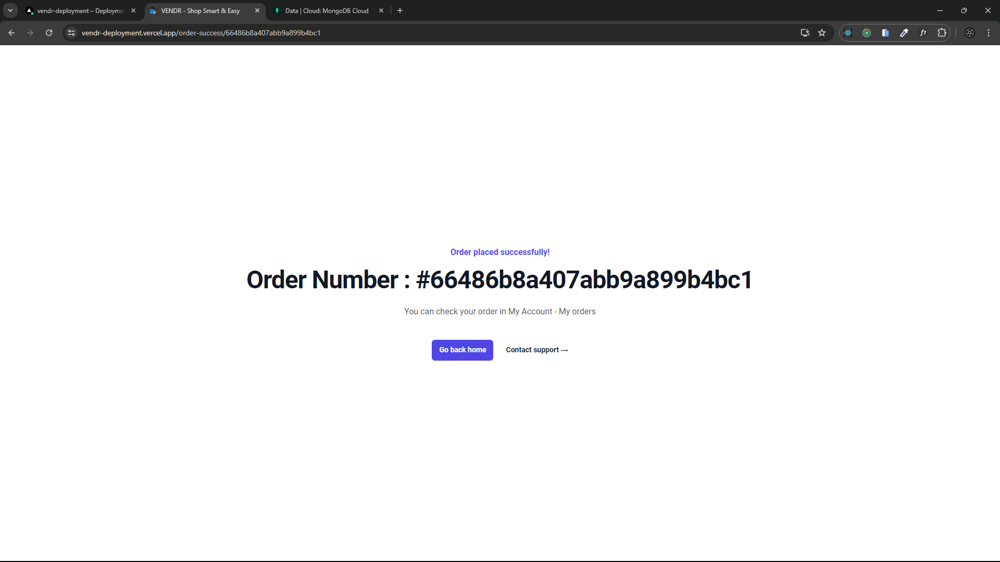 vendr-deployment – Deployme
VENDR - Shop Smart & Easy
Data | Cloud: MongoDB Cloud
vendr-deployment.vercel.app/order-success/66486b8a407abb9a899b4bc1
f?
Order placed successfully!
Order Number : #66486b8a407abb9a899b4bc1
You can check your order in My Account - My orders
Go back home
Contact support →